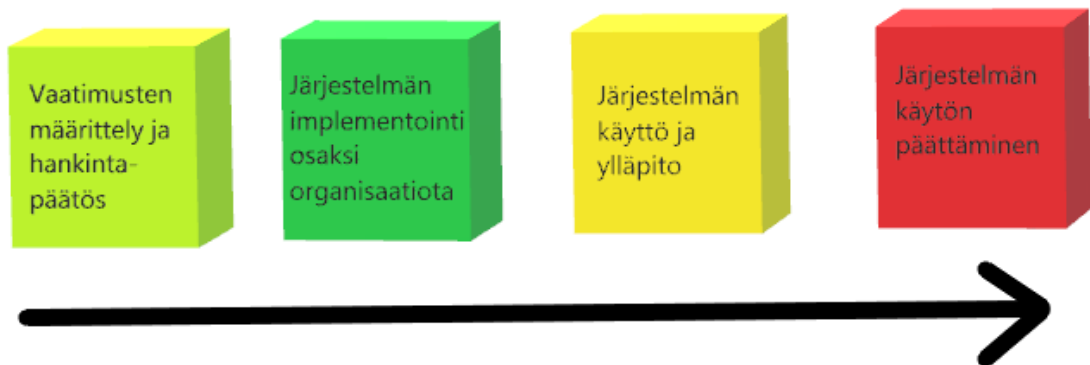 Vaatimusten
määrittely ja
hankinta-
päätös
Järjestelmän
implementointi
osaksi
organisaatiota
Järjestelmän
käyttö ja
ylläpito
Järjestelmän
käytön
päättäminen